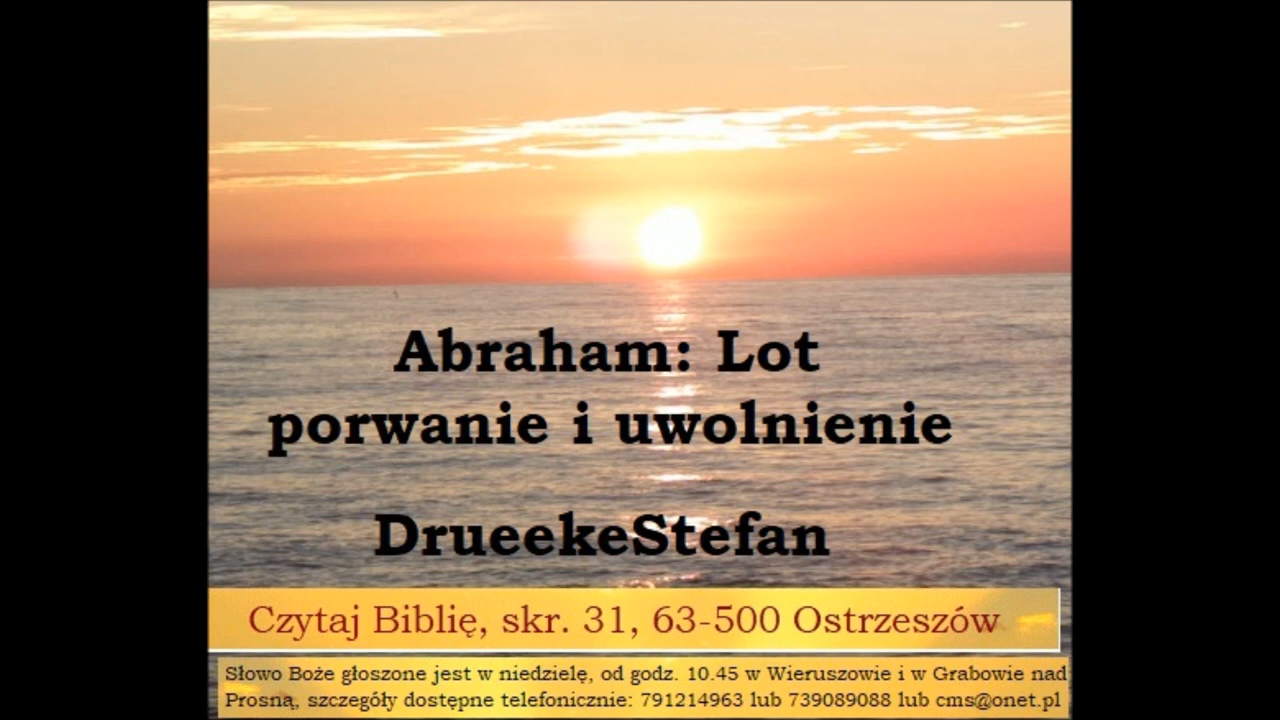 Abraham: Lot
porwanie i uwolnienie
DrueekeStefan
Czytaj Biblię, skr. 31, 63-500 Ostrzeszów
Słowo Boże głoszone jest w niedzielę, od godz. 10.45 w Wieruszowie i w Grabowie nad
Prosną, szczegóły dostępne telefonicznie: 791214963 lub 739089088 lub cms@onet.pl